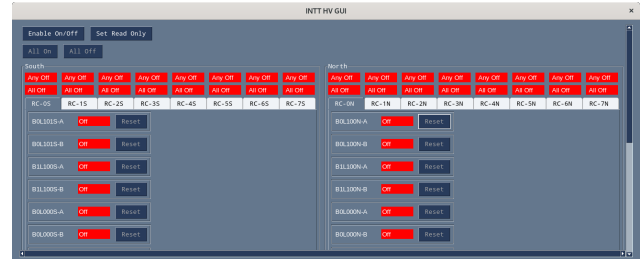 INTT HV GUI ×
Enable On/Off Set Read Only
All On All Off
South North
Any Off Any Off Any Off Any Off Any Off Any Off Any Off Any Off Any Off Any Off Any Off Any Off Any Off Any Off Any Off Any Off
All Off All Off All Off All Off All Off All Off All Off All Off All Off All Off All Off All Off All Off All Off All Off All Off
RC-0S RC-1S RC-2S RC-3S RC-4S RC-5S RC-6S RC-7S RC-0N RC-1N RC-2N RC-3N RC-4N RC-5N RC-6N RC-7N
B0L101S-A Off Reset B0L100N-A Off Reset
B0L101S-B Off Reset B0L100N-B Off Reset
B1L100S-A Off Reset B1L100N-A Off Reset
B1L100S-B Off Reset B1L100N-B Off Reset
B0L000S-A Off Reset B0L000N-A Off Reset
B0L000S-B Off Reset B0L000N-B Off Reset